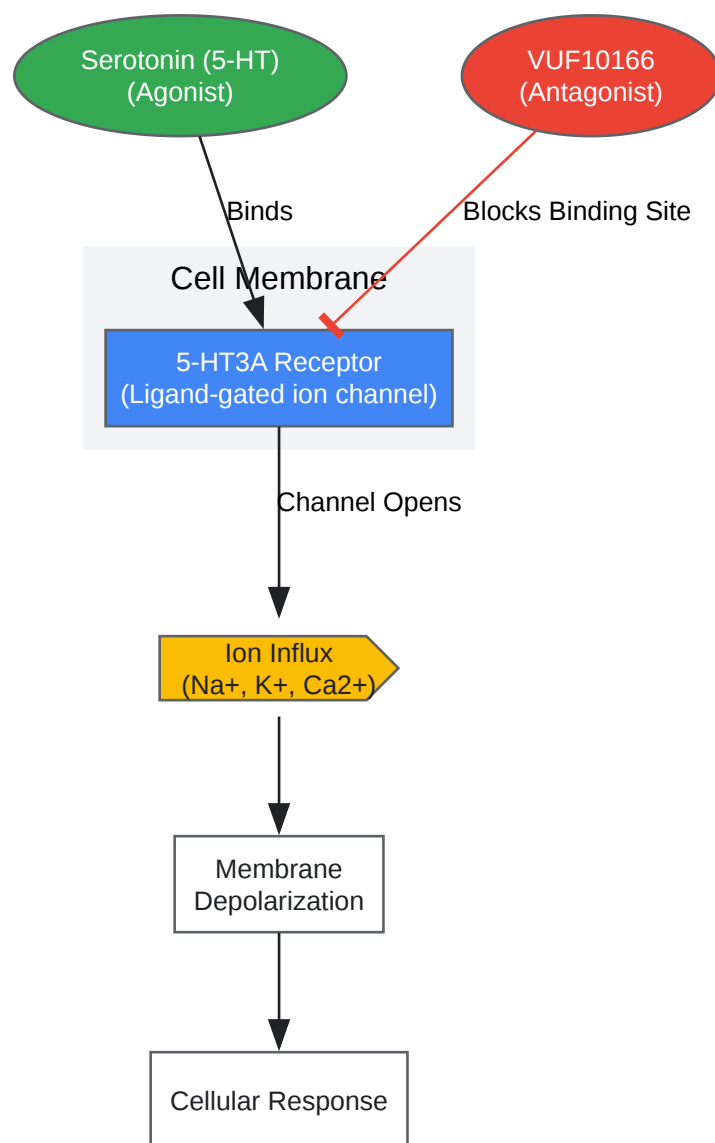 Serotonin (5-HT)
(Agonist)
VUF10166
(Antagonist)
Binds
Blocks Binding Site
Cell Membrane
5-HT3A Receptor
(Ligand-gated ion channel)
Channel Opens
Ion Influx
(Na+, K+, Ca2+)
Membrane
Depolarization
Cellular Response